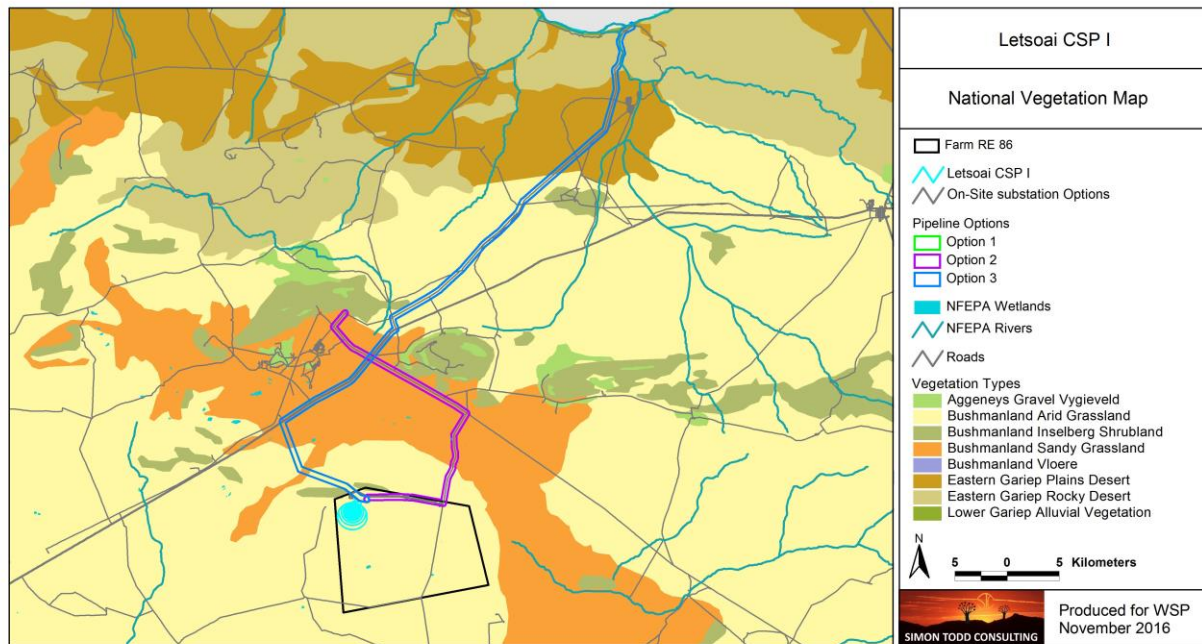 Letsoai CSP I
National Vegetation Map
Farm RE 86
Letsoai CSP I
On-Site substation Options
Pipeline Options
Option 1
Option 2
Option 3
NFEPA Wetlands
NFEPA Rivers
Roads
Vegetation Types
Aggeneys Gravel Vygieveld
Bushmanland Arid Grassland
Bushmanland Inselberg Shrubland
Bushmanland Sandy Grassland
Bushmanland Vloere
Eastern Gariep Plains Desert
Eastern Gariep Rocky Desert
Lower Gariep Alluvial Vegetation
N
5 0 5 Kilometers
SIMON TODD CONSULTING
Produced for WSP
November 2016